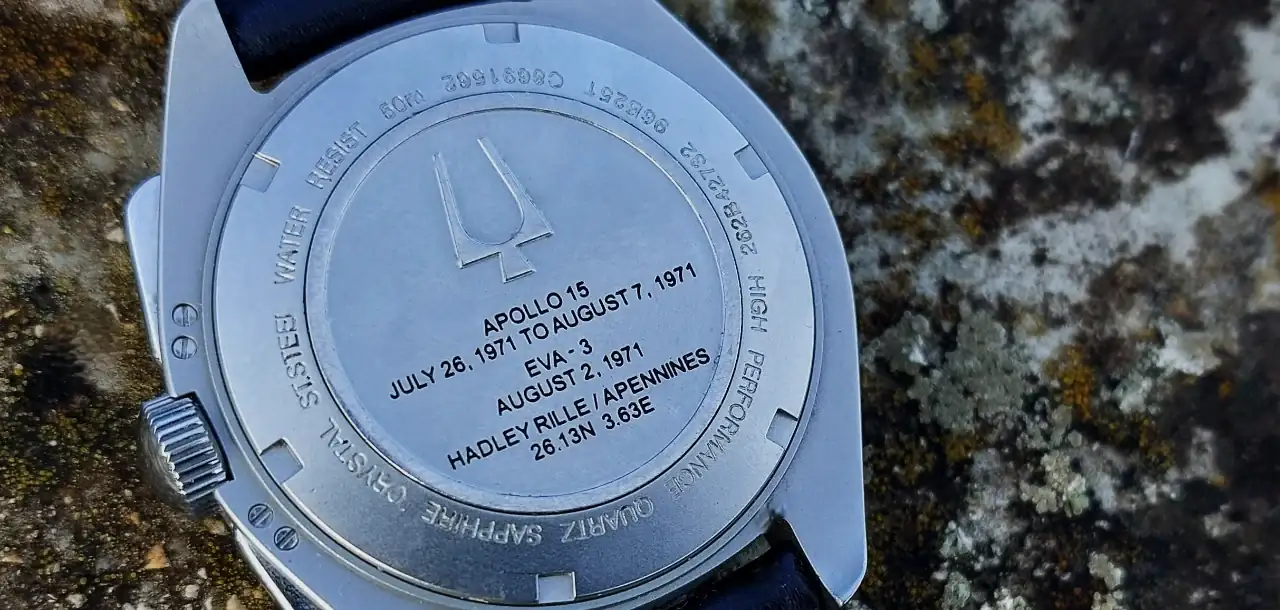 APOLLO 15
JULY 26, 1971 TO AUGUST 7, 1971
EVA - 3
AUGUST 2, 1971
HADLEY RILLE / APENNINES
26.13N 3.63E
ST.STEEL WATER RESIST 50M C8691562 96B251 262B42732 HIGH PERFORMANCE QUARTZ SAPPHIRE CRYSTAL